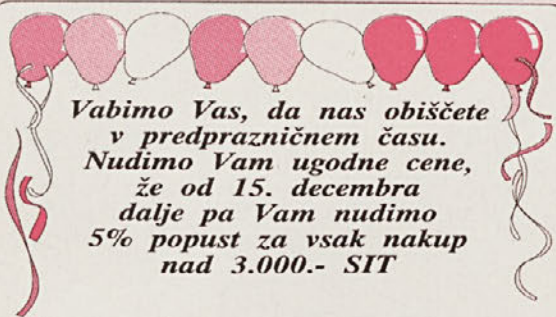 Vabimo Vas, da nas obiščete
v predprazničnem času.
Nudimo Vam ugodne cene,
že od 15. decembra
dalje pa Vam nudimo
5% popust za vsak nakup
nad 3.000.- SIT